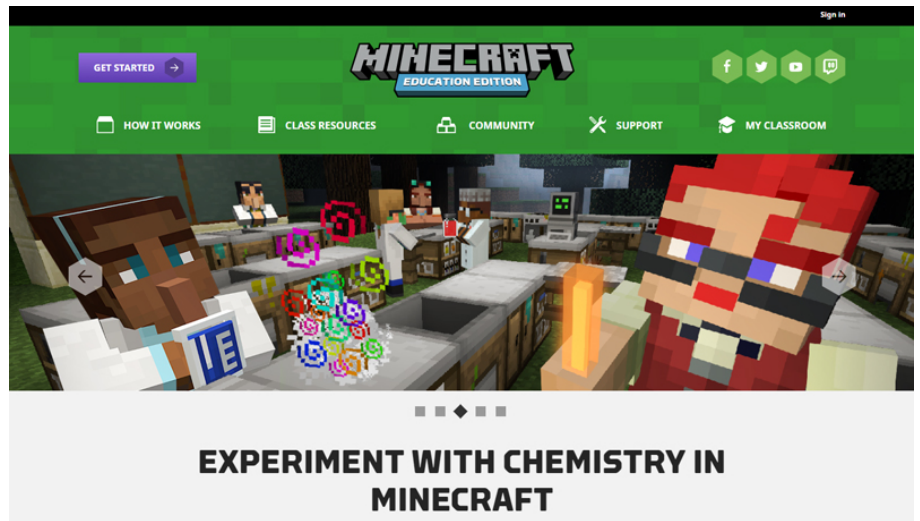 Sign in
GET STARTED
MINECRAFT
EDUCATION EDITION
HOW IT WORKS
CLASS RESOURCES
COMMUNITY
SUPPORT
MY CLASSROOM
TE
EXPERIMENT WITH CHEMISTRY IN
MINECRAFT